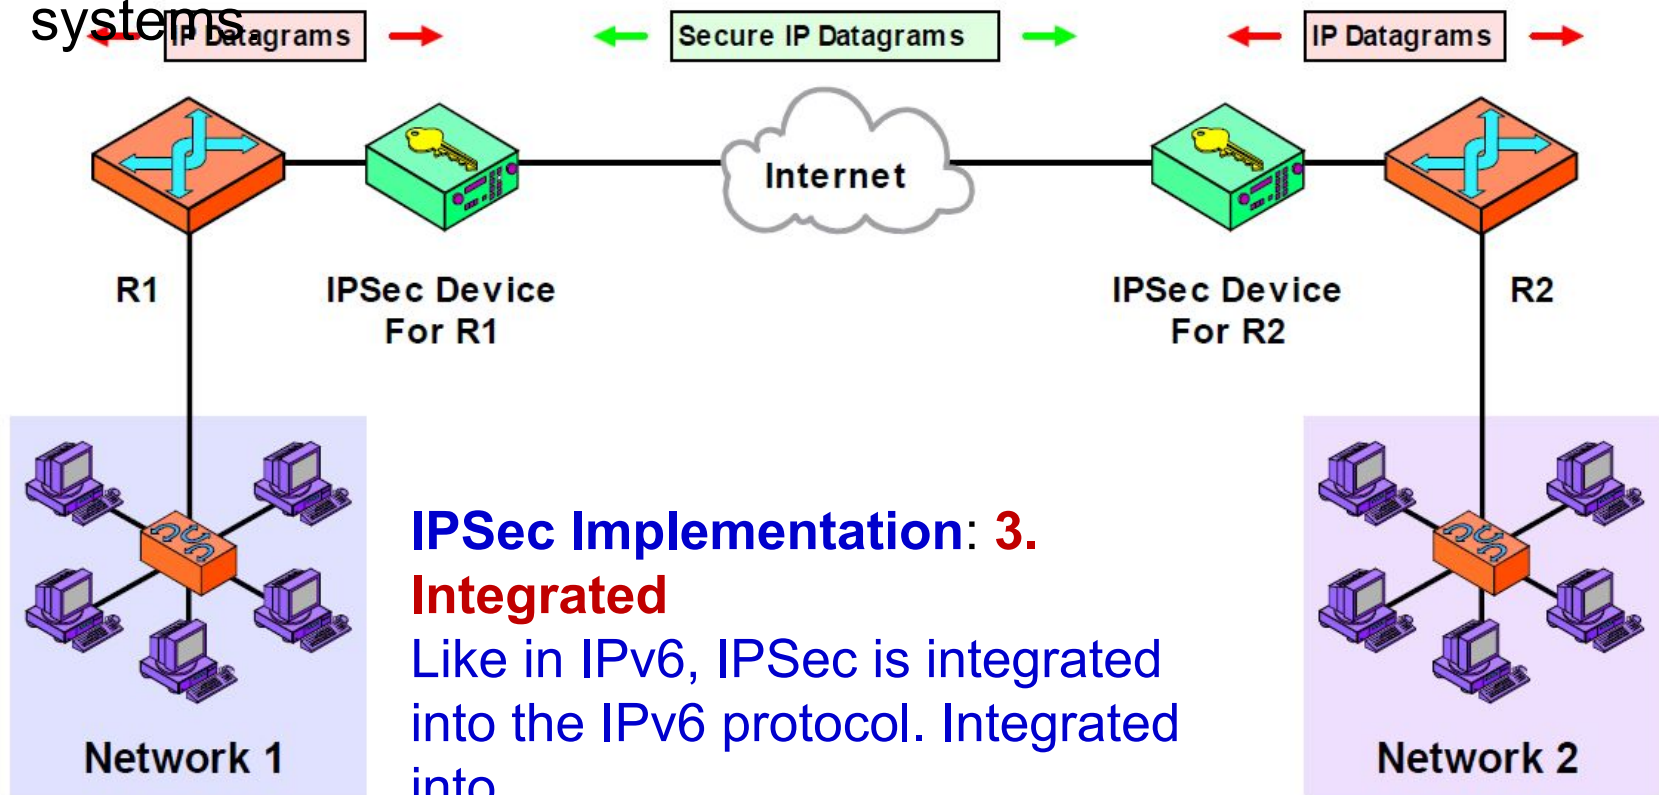 systems.
IP Datagrams
Secure IP Datagrams
IP Datagrams
Internet
R1
IPSec Device
For R1
IPSec Device
For R2
R2
IPSec Implementation: 3.
Integrated
Like in IPv6, IPSec is integrated
into the IPv6 protocol. Integrated
into
Network 1
Network 2